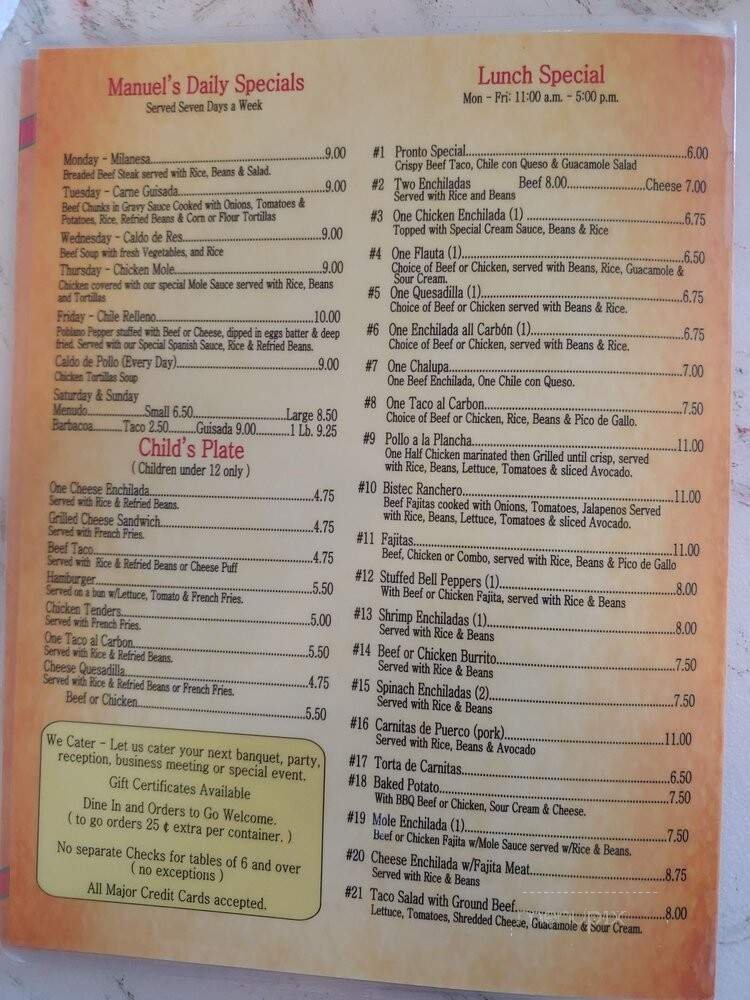 Manuel's Daily Specials
Served Seven Days a Week
Monday - Milanesa...9.00
Breaded Beef Steak served with Rice, Beans & Salad.
Tuesday - Carne Guisada...9.00
Beef Chunks in Gravy Sauce Cooked with Onions, Tomatoes &
Potatoes, Rice, Refried Beans & Corn or Flour Tortillas
Wednesday - Caldo de Res...9.00
Beef Soup with fresh Vegetables, and Rice
Thursday - Chicken Mole...9.00
Chicken covered with our special Mole Sauce served with Rice, Beans
and Tortillas
Friday - Chile Relleno...10.00
Poblano Pepper stuffed with Beef or Cheese, dipped in eggs batter & deep
fried. Served with our Special Spanish Sauce, Rice & Refried Beans.
Caldo de Pollo (Every Day)...9.00
Chicken Tortillas Soup
Saturday & Sunday
Menudo...Small 6.50...Large 8.50
Barbacoa...Taco 2.50...Guisada 9.00...1 Lb. 9.25
Child's Plate
( Children under 12 only )
One Cheese Enchilada...4.75
Served with Rice & Refried Beans.
Grilled Cheese Sandwich...4.75
Served with French Fries.
Beef Taco...4.75
Served with Rice & Refried Beans or Cheese Puff
Hamburger...5.50
Served on a bun w/Lettuce, Tomato & French Fries.
Chicken Tenders...5.00
Served with French Fries.
One Taco al Carbon...5.50
Served with Rice & Refried Beans.
Cheese Quesadilla...4.75
Served with Rice & Refried Beans or French Fries.
Beef or Chicken...5.50
We Cater - Let us cater your next banquet, party,
reception, business meeting or special event.
Gift Certificates Available
Dine In and Orders to Go Welcome.
( to go orders 25 ¢ extra per container. )
No separate Checks for tables of 6 and over
( no exceptions )
All Major Credit Cards accepted.
Lunch Special
Mon - Fri: 11:00 a.m. - 5:00 p.m.
#1 Pronto Special...6.00
Crispy Beef Taco, Chile con Queso & Guacamole Salad
#2 Two Enchiladas Beef 8.00...Cheese 7.00
Served with Rice and Beans
#3 One Chicken Enchilada (1)...6.75
Topped with Special Cream Sauce, Beans & Rice
#4 One Flauta (1)...6.50
Choice of Beef or Chicken, served with Beans, Rice, Guacamole &
Sour Cream.
#5 One Quesadilla (1)...6.75
Choice of Beef or Chicken served with Beans & Rice.
#6 One Enchilada all Carbón (1)...6.75
Choice of Beef or Chicken, served with Beans & Rice.
#7 One Chalupa...7.00
One Beef Enchilada, One Chile con Queso.
#8 One Taco al Carbon...7.50
Choice of Beef or Chicken, Rice, Beans & Pico de Gallo.
#9 Pollo a la Plancha...11.00
One Half Chicken marinated then Grilled until crisp, served
with Rice, Beans, Lettuce, Tomatoes & sliced Avocado.
#10 Bistec Ranchero...11.00
Beef Fajitas cooked with Onions, Tomatoes, Jalapenos Served
with Rice, Beans, Lettuce, Tomatoes & sliced Avocado.
#11 Fajitas...11.00
Beef, Chicken or Combo, served with Rice, Beans & Pico de Gallo
#12 Stuffed Bell Peppers (1)...8.00
With Beef or Chicken Fajita, served with Rice & Beans
#13 Shrimp Enchiladas (1)...8.00
Served with Rice & Beans
#14 Beef or Chicken Burrito...7.50
Served with Rice & Beans
#15 Spinach Enchiladas (2)...7.50
Served with Rice & Beans
#16 Carnitas de Puerco (pork)...11.00
Served with Rice, Beans & Avocado
#17 Torta de Carnitas...6.50
#18 Baked Potato...7.50
With BBQ Beef or Chicken, Sour Cream & Cheese.
#19 Mole Enchilada (1)...7.50
Beef or Chicken Fajita w/Mole Sauce served w/Rice & Beans.
#20 Cheese Enchilada w/Fajita Meat...8.75
Served with Rice & Beans
#21 Taco Salad with Ground Beef...8.00
Lettuce, Tomatoes, Shredded Cheese, Guacamole & Sour Cream.